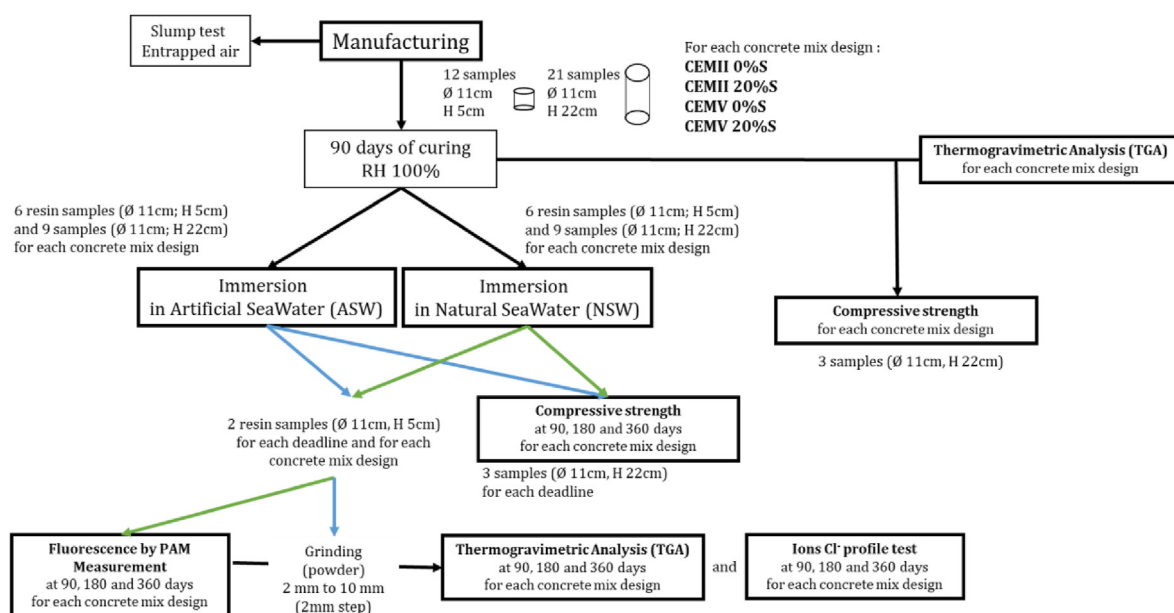 Slump test
Entrapped air
Manufacturing
12 samples
Ø 11cm
H 5cm
21 samples
Ø 11cm
H 22cm
For each concrete mix design :
CEMII 0%S
CEMII 20%S
CEMV 0%S
CEMV 20%S
90 days of curing
RH 100%
Thermogravimetric Analysis (TGA)
for each concrete mix design
6 resin samples (Ø 11cm; H 5cm)
and 9 samples (Ø 11cm; H 22cm)
for each concrete mix design
6 resin samples (Ø 11cm; H 5cm)
and 9 samples (Ø 11cm; H 22cm)
for each concrete mix design
Immersion
in Artificial SeaWater (ASW)
Immersion
in Natural SeaWater (NSW)
Compressive strength
for each concrete mix design
3 samples (Ø 11cm, H 22cm)
2 resin samples (Ø 11cm, H 5cm)
for each deadline and for each
concrete mix design
Compressive strength
at 90, 180 and 360 days
for each concrete mix design
3 samples (Ø 11cm, H 22cm)
for each deadline
Fluorescence by PAM
Measurement
at 90, 180 and 360 days
for each concrete mix design
Grinding
(powder)
2 mm to 10 mm
(2mm step)
Thermogravimetric Analysis (TGA)
at 90, 180 and 360 days
for each concrete mix design
and
Ions Cl⁻ profile test
at 90, 180 and 360 days
for each concrete mix design